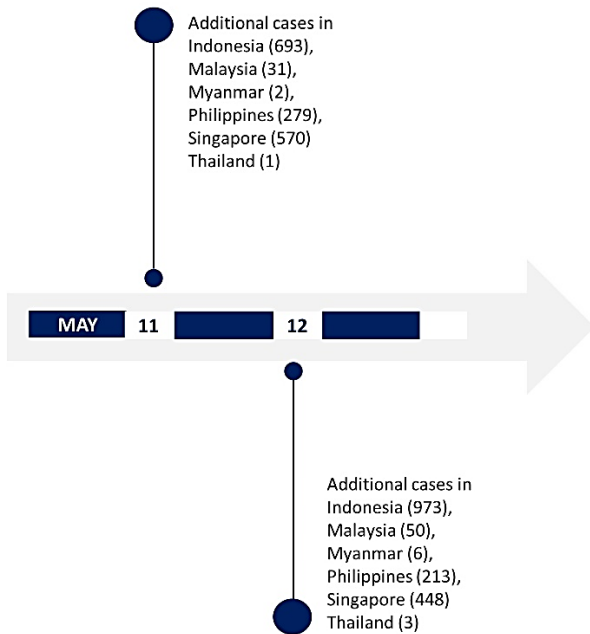 Additional cases in
Indonesia (693),
Malaysia (31),
Myanmar (2),
Philippines (279),
Singapore (570)
Thailand (1)
MAY 11 12
Additional cases in
Indonesia (973),
Malaysia (50),
Myanmar (6),
Philippines (213),
Singapore (448)
Thailand (3)